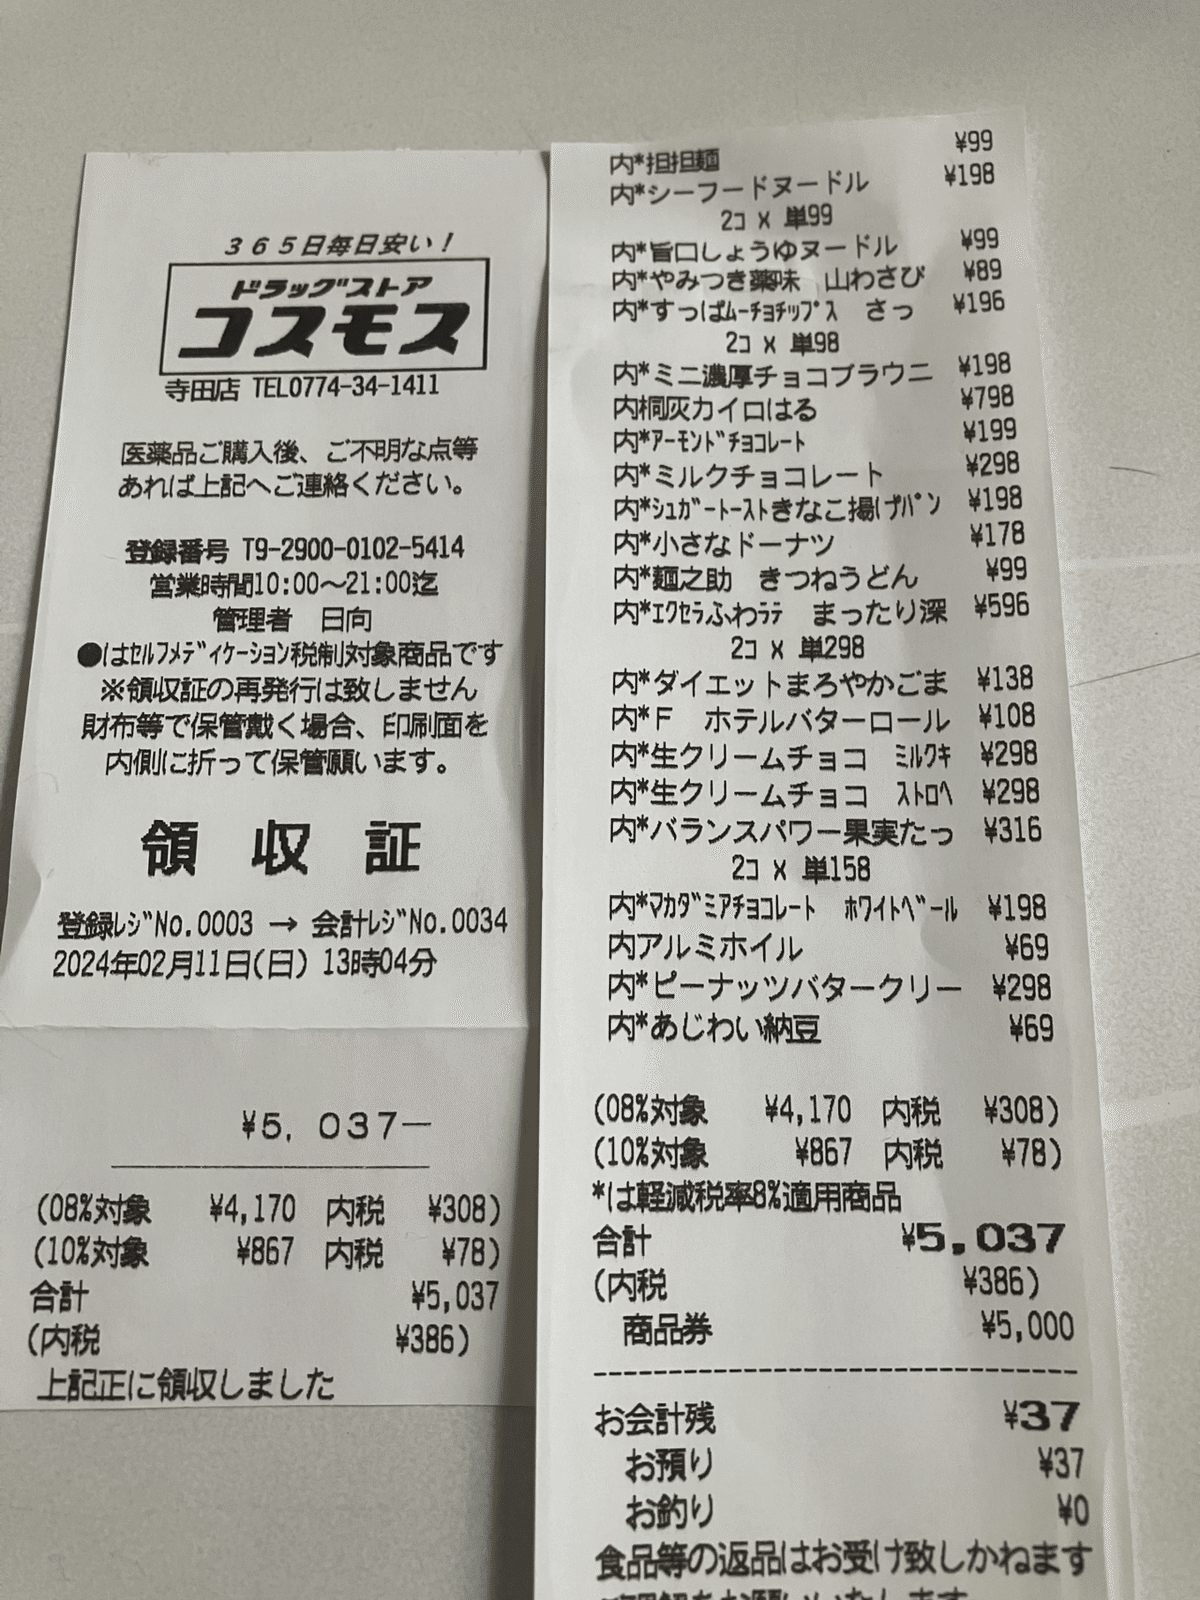 365日毎日安い!
ドラッグストア
コスモス
寺田店 TEL0774-34-1411
医薬品ご購入後、ご不明な点等
あれば上記へご連絡ください。
登録番号 T9-2900-0102-5414
営業時間10:00～21:00迄
管理者 日向
●はセルフメディケーション税制対象商品です
※領収証の再発行は致しません
財布等で保管戴く場合、印刷面を
内側に折って保管願います。
領 収 証
登録レジNo.0003 → 会計レジNo.0034
2024年02月11日(日) 13時04分
¥5,037―
(08%対象 ¥4,170 内税 ¥308)
(10%対象 ¥867 内税 ¥78)
合計 ¥5,037
(内税 ¥386)
上記正に領収しました
内*担担麺 ¥99
内*シーフードヌードル ¥198
2コ X 単99
内*旨口しょうゆヌードル ¥99
内*やみつき薬味 山わさび ¥89
内*すっぱムーチョチップス さっ ¥196
2コ X 単98
内*ミニ濃厚チョコブラウニ ¥198
内桐灰カイロはる ¥798
内*アーモンドチョコレート ¥199
内*ミルクチョコレート ¥298
内*シュガートーストきなこ揚げパン ¥198
内*小さなドーナツ ¥178
内*麺之助 きつねうどん ¥99
内*エクセラふわラテ まったり深 ¥596
2コ X 単298
内*ダイエットまろやかごま ¥138
内*F ホテルバターロール ¥108
内*生クリームチョコ ミルクキ ¥298
内*生クリームチョコ ストロベ ¥298
内*バランスパワー果実たっ ¥316
2コ X 単158
内*マカダミアチョコレート ホワイトベール ¥198
内アルミホイル ¥69
内*ピーナッツバタークリー ¥298
内*あじわい納豆 ¥69
(08%対象 ¥4,170 内税 ¥308)
(10%対象 ¥867 内税 ¥78)
*は軽減税率8%適用商品
合計 ¥5,037
(内税 ¥386)
商品券 ¥5,000
お会計残 ¥37
お預り ¥37
お釣り ¥0
食品等の返品はお受け致しかねます